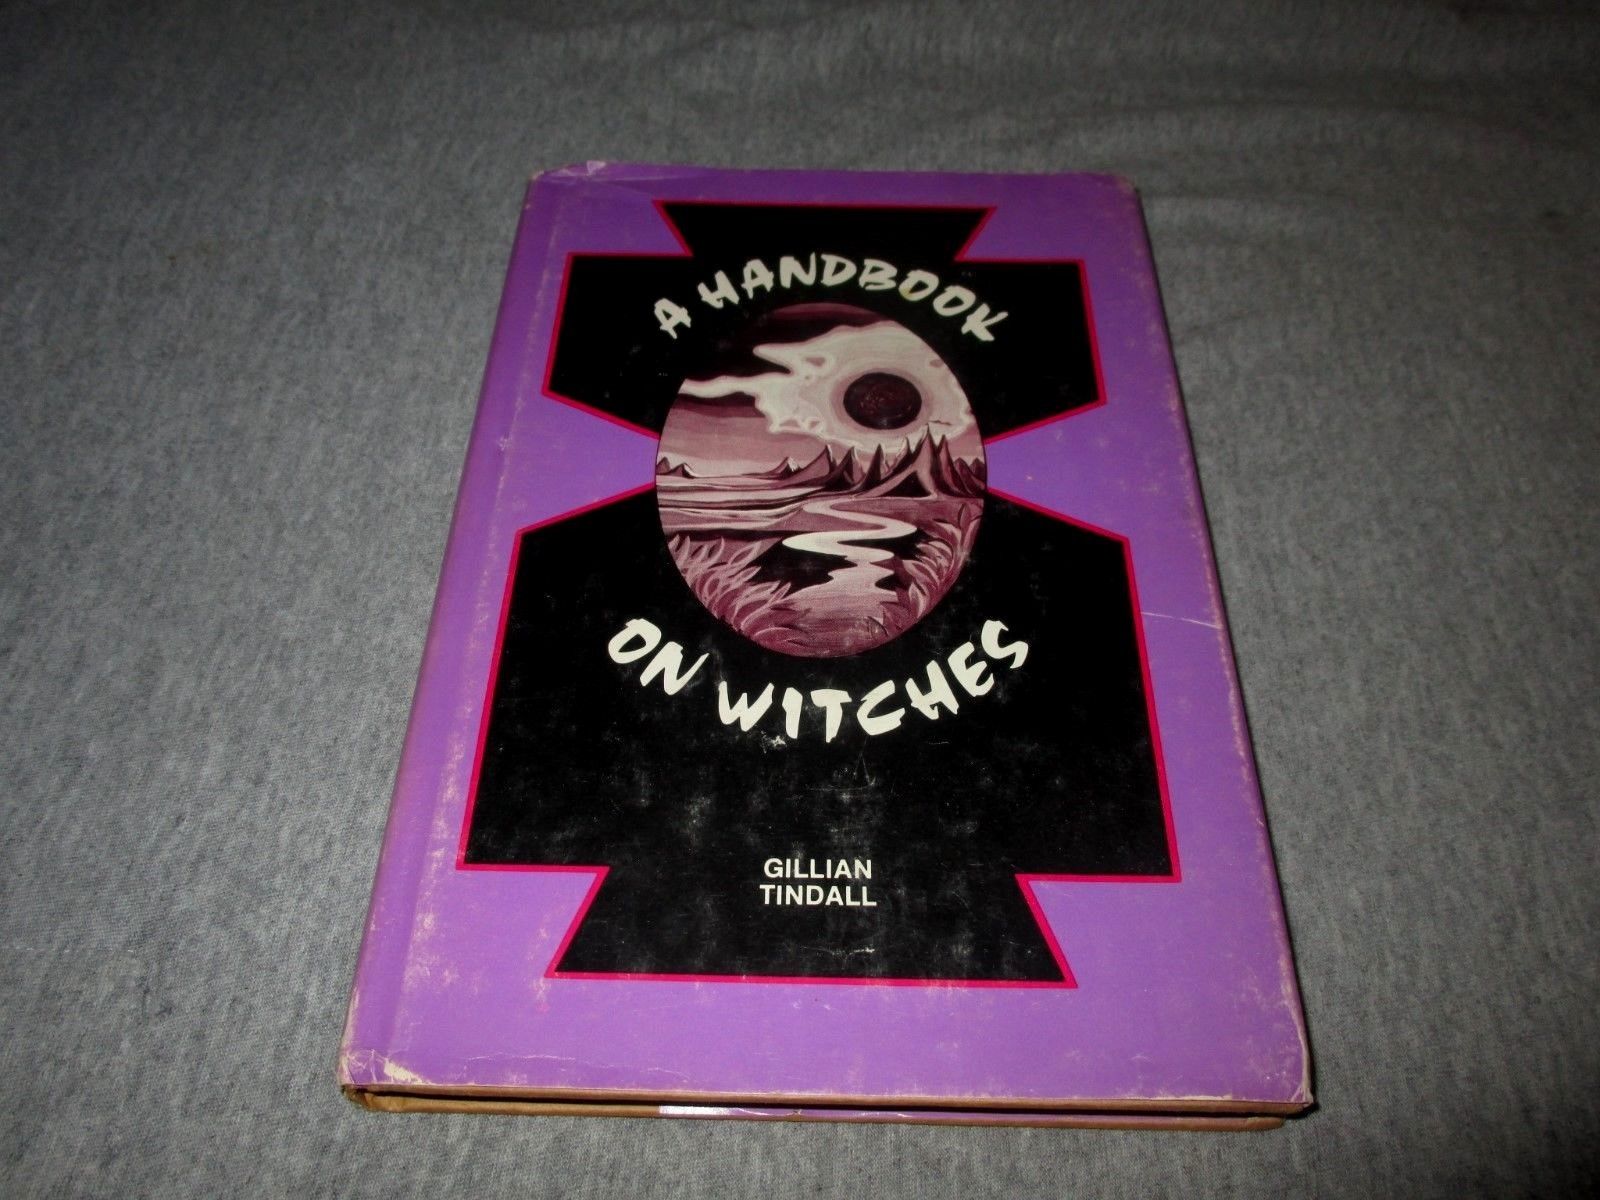 A HANDBOOK
ON WITCHES
GILLIAN
TINDALL